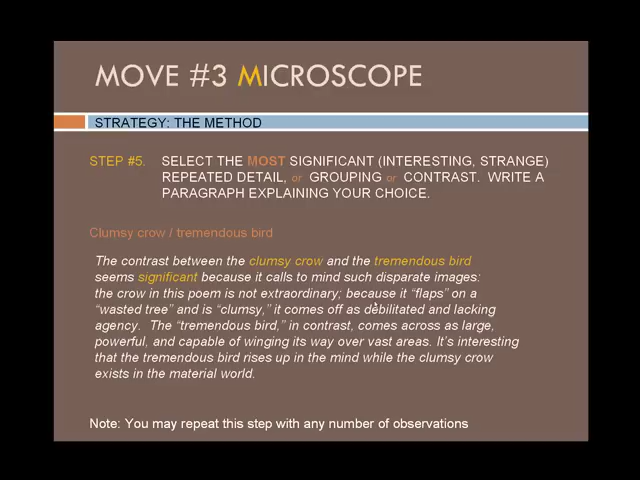 MOVE #3 MICROSCOPE
STRATEGY: THE METHOD
STEP #5. SELECT THE MOST SIGNIFICANT (INTERESTING, STRANGE)
REPEATED DETAIL, or GROUPING or CONTRAST. WRITE A
PARAGRAPH EXPLAINING YOUR CHOICE.
Clumsy crow / tremendous bird
The contrast between the clumsy crow and the tremendous bird
seems significant because it calls to mind such disparate images:
the crow in this poem is not extraordinary; because it “flaps” on a
“wasted tree” and is “clumsy,” it comes off as debilitated and lacking
agency. The “tremendous bird,” in contrast, comes across as large,
powerful, and capable of winging its way over vast areas. It’s interesting
that the tremendous bird rises up in the mind while the clumsy crow
exists in the material world.
Note: You may repeat this step with any number of observations